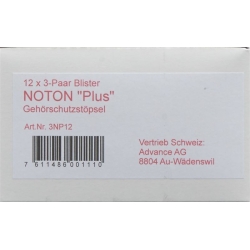 12 x 3-Paar Blister
NOTON "Plus"
Gehörschutzstöpsel
Art.Nr. 3NP12
7 611486 001110
Vertrieb Schweiz:
Advance AG
8804 Au-Wädenswil